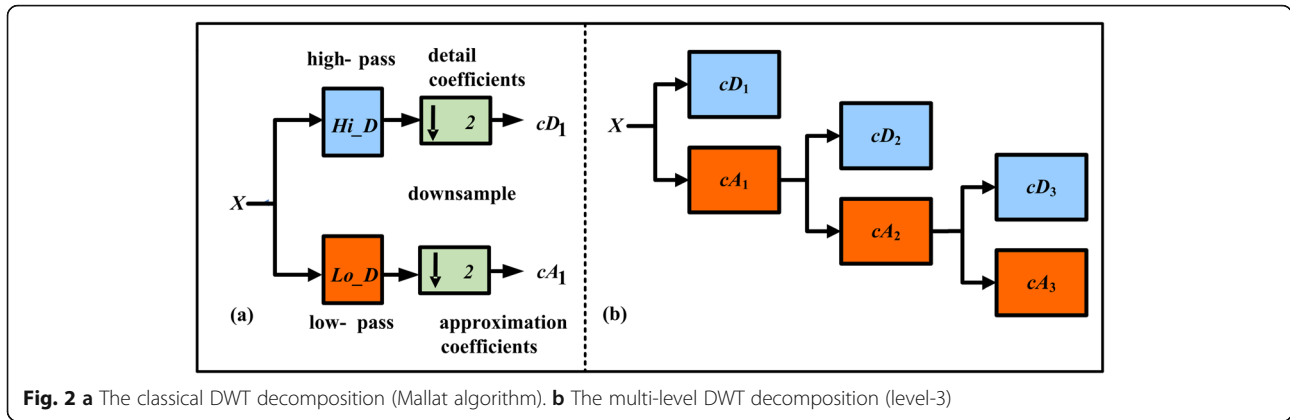 high- pass
detail
coefficients
Hi_D
↓ 2
cD1
X
downsample
Lo_D
↓ 2
cA1
(a)
low- pass
approximation
coefficients
X
cD1
cA1
cD2
cA2
cD3
cA3
(b)
Fig. 2 a The classical DWT decomposition (Mallat algorithm). b The multi-level DWT decomposition (level-3)